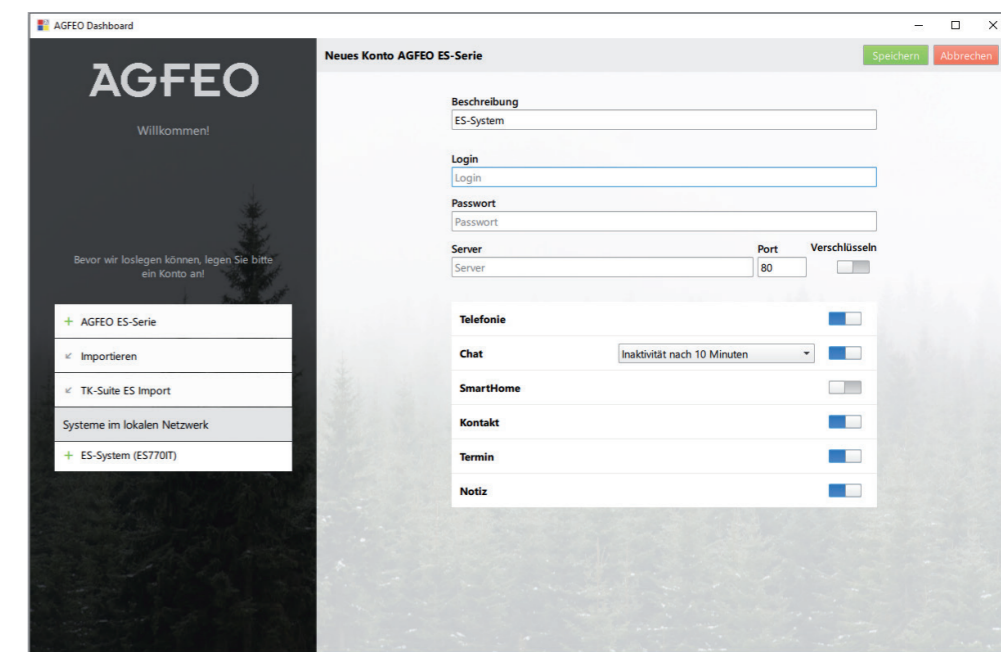 AGFEO Dashboard
AGFEO
Willkommen!
Bevor wir loslegen können, legen Sie bitte
ein Konto an!
+ AGFEO ES-Serie
Importieren
TK-Suite ES Import
Systeme im lokalen Netzwerk
+ ES-System (ES770IT)
Neues Konto AGFEO ES-Serie
Speichern Abbrechen
Beschreibung
ES-System
Login
Login
Passwort
Passwort
Server Port Verschlüsseln
Server 80
Telefonie
Chat Inaktivität nach 10 Minuten
SmartHome
Kontakt
Termin
Notiz